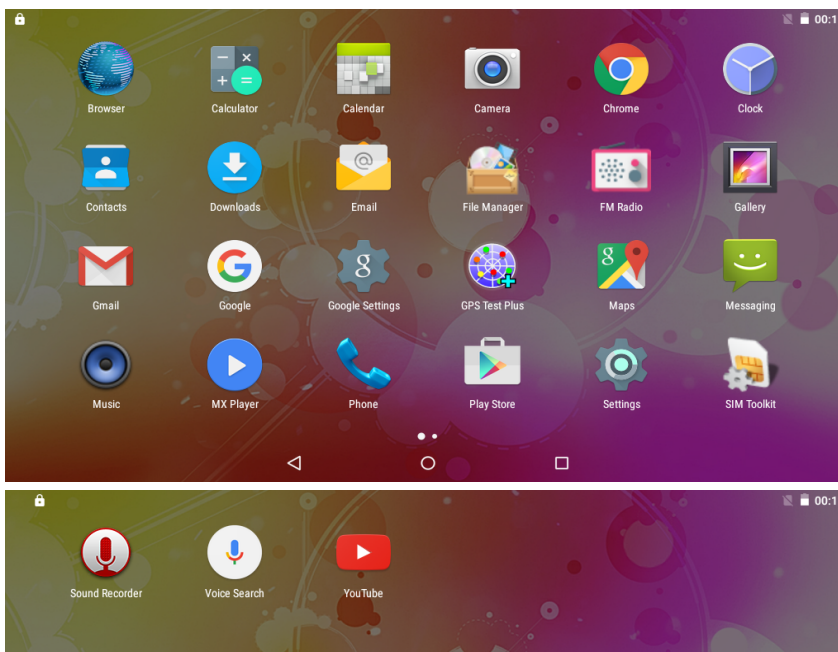 00:1
Browser Calculator Calendar Camera Chrome Clock
Contacts Downloads Email File Manager FM Radio Gallery
Gmail Google Google Settings GPS Test Plus Maps Messaging
Music MX Player Phone Play Store Settings SIM Toolkit
00:1
Sound Recorder Voice Search YouTube